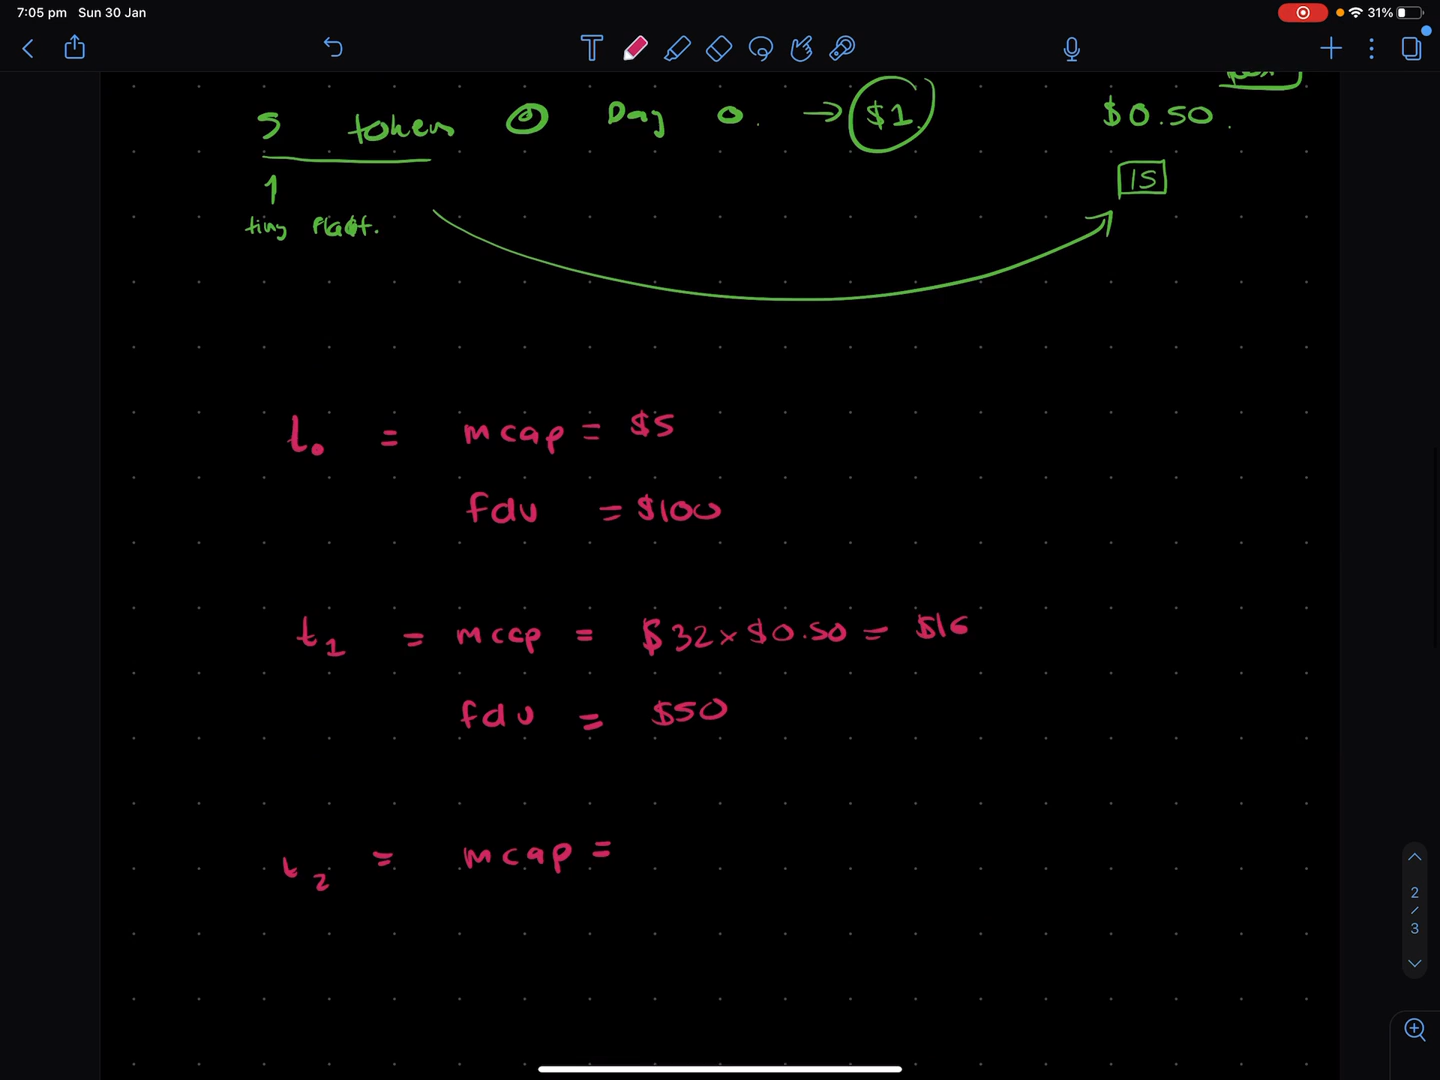 7:05 pm Sun 30 Jan
31%
5 token @ Day 0. → $1
$0.50
15
1
tiny float.
t0 = mcap = $5
fdv = $100
t1 = mcap = $32 x $0.50 = $16
fdv = $50
t2 = mcap =
2
/
3